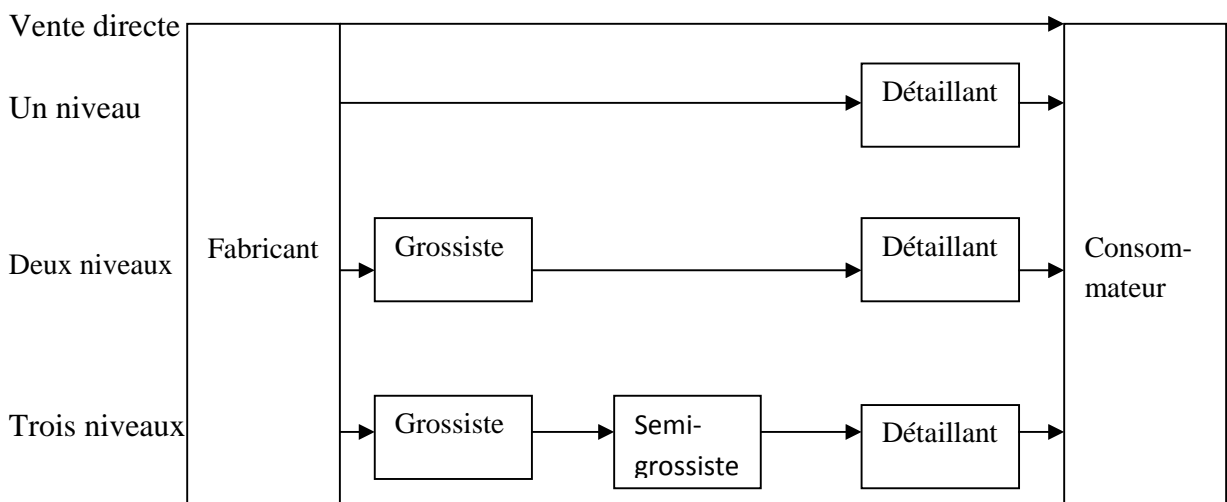 Vente directe
Un niveau
Détaillant
Deux niveaux
Fabricant
Grossiste
Détaillant
Consom-
mateur
Trois niveaux
Grossiste
Semi-
grossiste
Détaillant